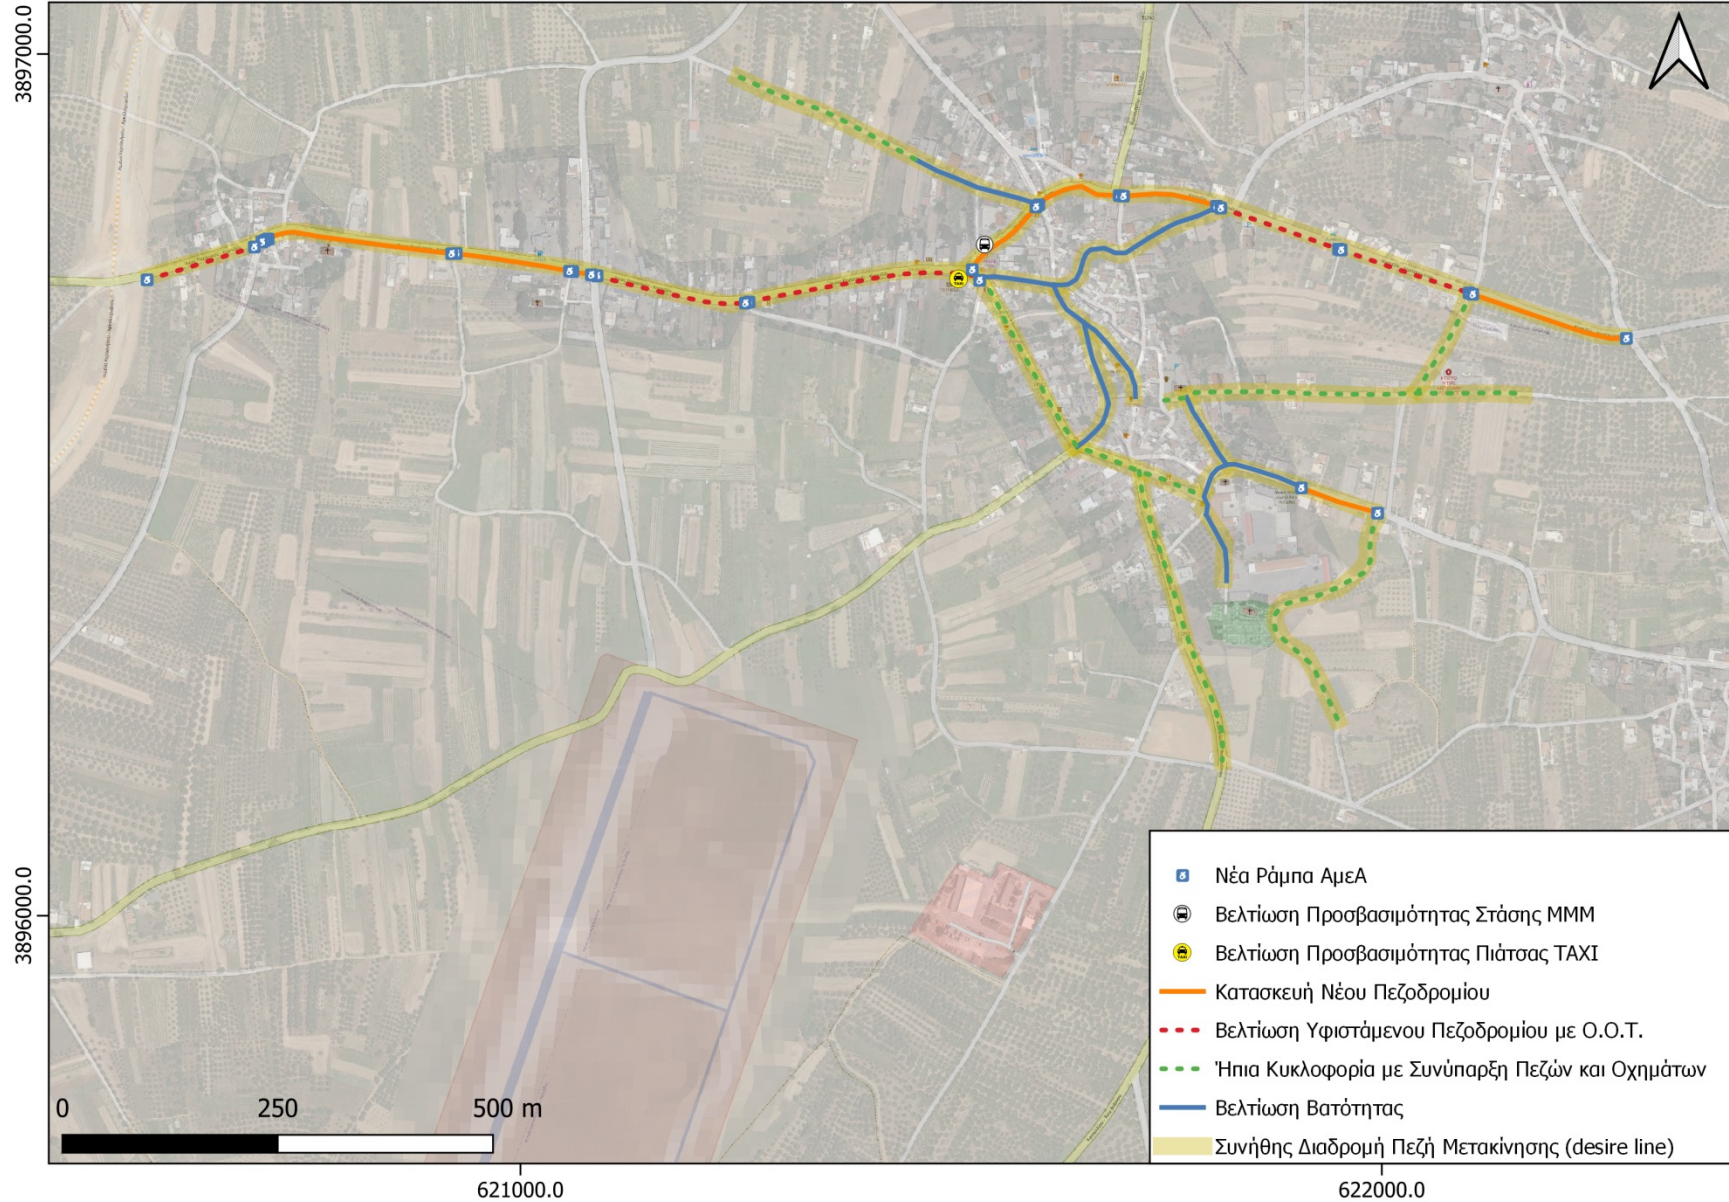 3897000.0
3896000.0
0 250 500 m
621000.0
622000.0
Νέα Ράμπα ΑμεΑ
Βελτίωση Προσβασιμότητας Στάσης ΜΜΜ
Βελτίωση Προσβασιμότητας Πιάτσας TAXI
Κατασκευή Νέου Πεζοδρομίου
Βελτίωση Υφιστάμενου Πεζοδρομίου με Ο.Ο.Τ.
Ήπια Κυκλοφορία με Συνύπαρξη Πεζών και Οχημάτων
Βελτίωση Βατότητας
Συνήθης Διαδρομή Πεζή Μετακίνησης (desire line)